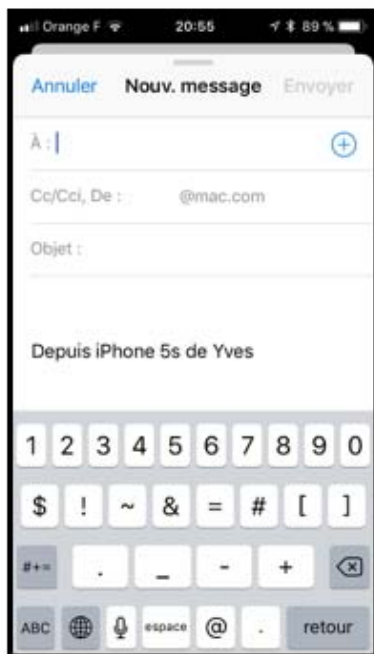 Orange F 20:55 89 %
Annuler Nouv. message Envoyer
À :
Cc/Cci, De : @mac.com
Objet :
Depuis iPhone 5s de Yves
1 2 3 4 5 6 7 8 9 0
$ ! ~ & = # [ ]
#+= . _ - +
ABC espace @ . retour